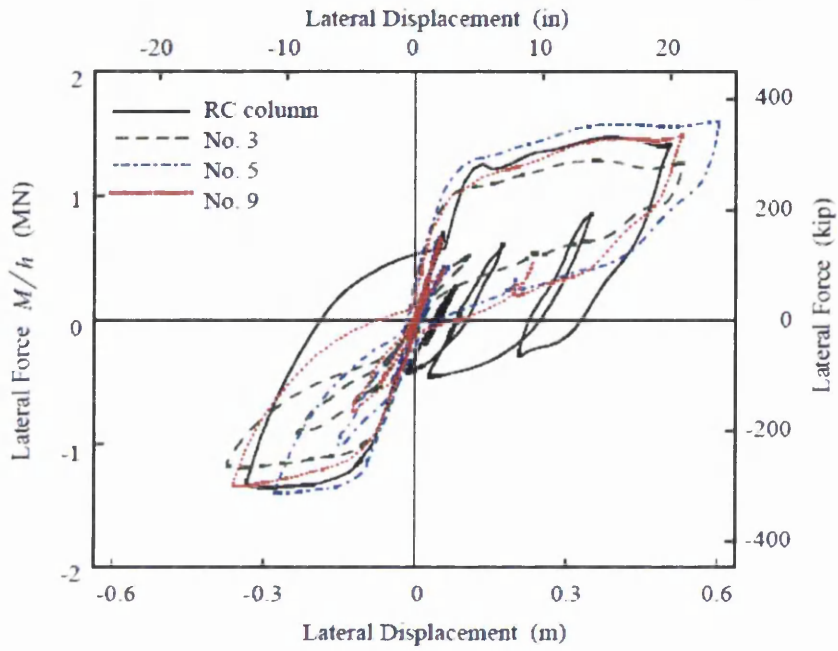 Lateral Displacement (in)
-20 -10 0 10 20
2
1
0
-1
-2
Lateral Force M/h (MN)
RC column
No. 3
No. 5
No. 9
400
200
0
-200
-400
Lateral Force (kip)
-0.6 -0.3 0 0.3 0.6
Lateral Displacement (m)